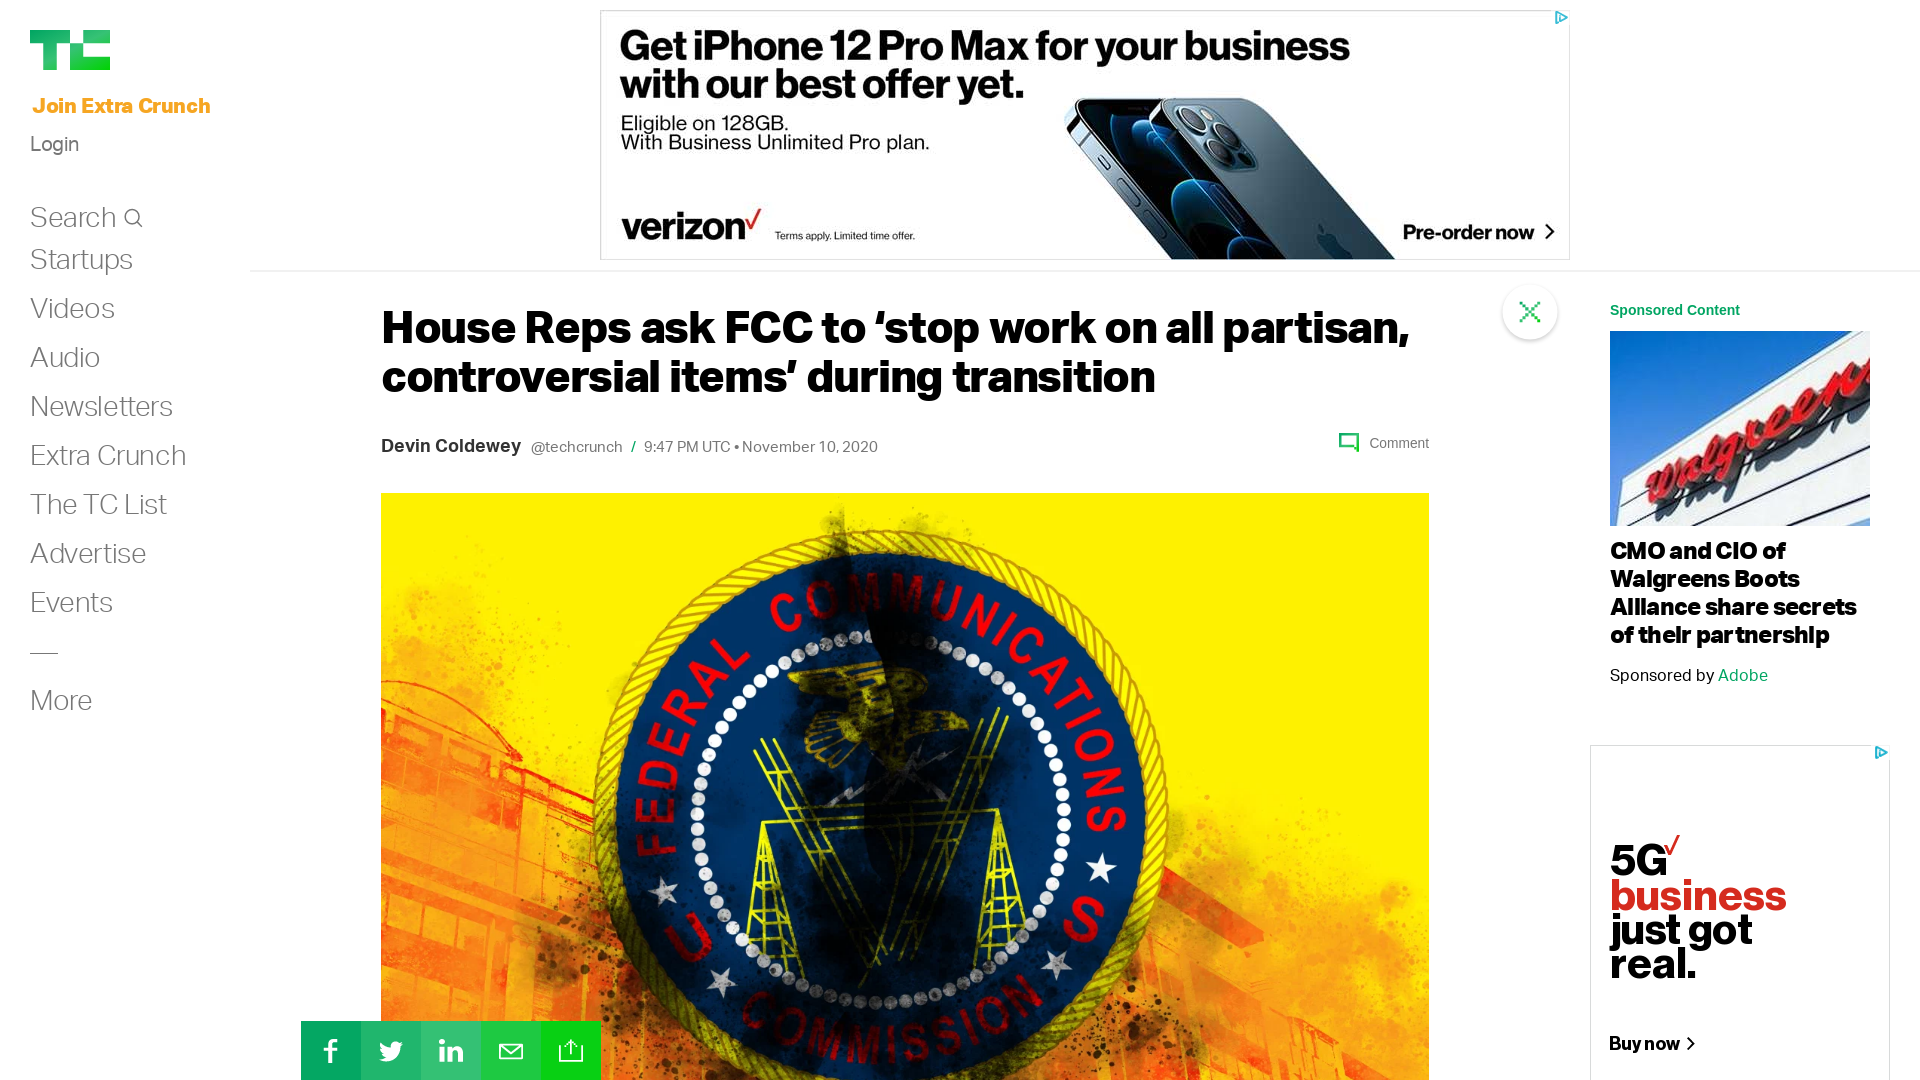 TC
Join Extra Crunch
Login
Search
Startups
Videos
Audio
Newsletters
Extra Crunch
The TC List
Advertise
Events
More
Get iPhone 12 Pro Max for your business
with our best offer yet.
Eligible on 128GB.
With Business Unlimited Pro plan.
verizon
Terms apply. Limited time offer.
Pre-order now
House Reps ask FCC to ‘stop work on all partisan,
controversial items’ during transition
Devin Coldewey @techcrunch / 9:47 PM UTC • November 10, 2020
Comment
FEDERAL COMMUNICATIONS
U S
COMMISSION
Sponsored Content
Walgreens
CMO and CIO of
Walgreens Boots
Alliance share secrets
of their partnership
Sponsored by Adobe
5G
business
just got
real.
Buy now